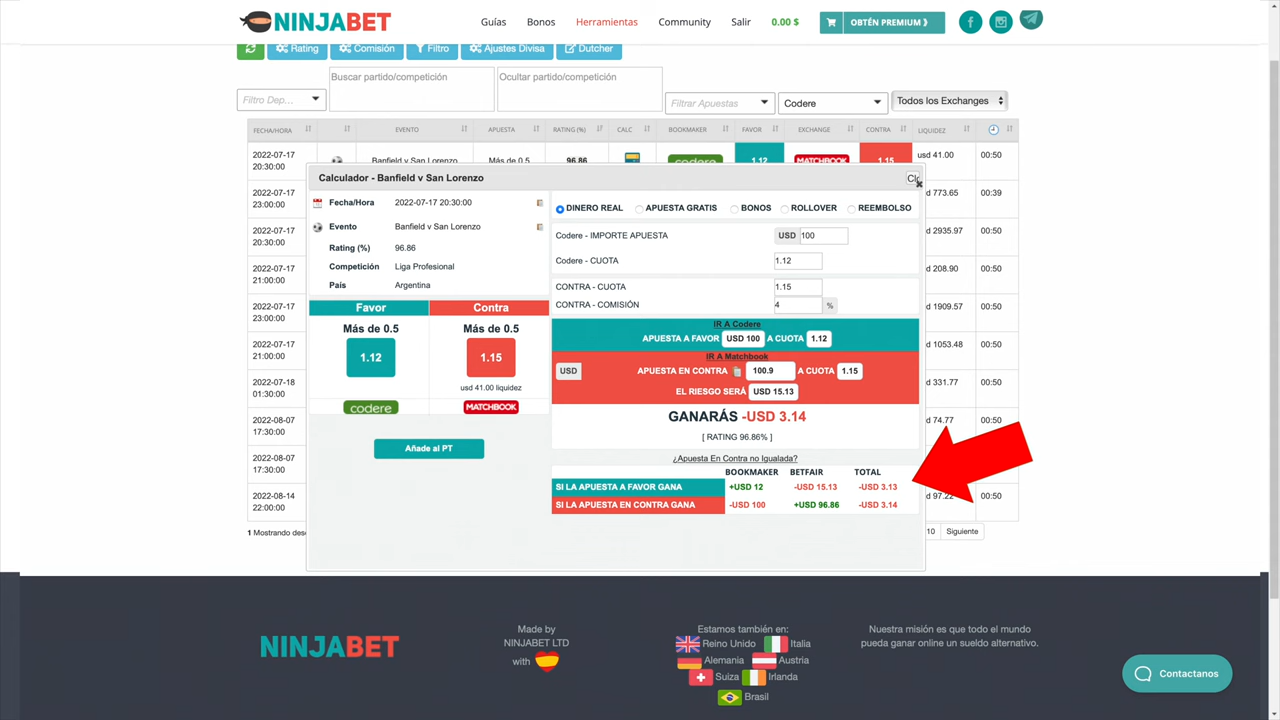 NINJABET
Guías Bonos Herramientas Community Salir 0.00 $ OBTÉN PREMIUM ❯
Rating Comisión Filtro Ajustes Divisa Dutcher
Buscar partido/competición Ocultar partido/competición
Filtro Dep... Filtrar Apuestas Codere Todos los Exchanges
FECHA/HORA EVENTO APUESTA RATING (%) CALC BOOKMAKER FAVOR EXCHANGE CONTRA LIQUIDEZ
2022-07-17 20:30:00 Banfield v San Lorenzo Más de 0.5 96.86 codere 1.12 MATCHBOOK 1.15 usd 41.00 00:50
Calculador - Banfield v San Lorenzo
2022-07-17 23:00:00 d 773.65 00:39
2022-07-17 20:30:00 d 2935.97 00:50
2022-07-17 21:00:00 d 208.90 00:50
2022-07-17 23:00:00 d 1909.57 00:50
2022-07-17 21:00:00 d 1053.48 00:50
2022-07-18 01:30:00 d 331.77 00:50
2022-08-07 17:30:00 d 74.77 00:50
2022-08-07 17:30:00
2022-08-14 22:00:00 d 97.22 00:50
1 Mostrando desd
10 Siguiente
Fecha/Hora 2022-07-17 20:30:00
Evento Banfield v San Lorenzo
Rating (%) 96.86
Competición Liga Profesional
País Argentina
Favor Contra
Más de 0.5 Más de 0.5
1.12 1.15
usd 41.00 liquidez
codere MATCHBOOK
Añade al PT
DINERO REAL APUESTA GRATIS BONOS ROLLOVER REEMBOLSO
Codere - IMPORTE APUESTA USD 100
Codere - CUOTA 1.12
CONTRA - CUOTA 1.15
CONTRA - COMISIÓN 4 %
IR A Codere
APUESTA A FAVOR USD 100 A CUOTA 1.12
IR A Matchbook
USD APUESTA EN CONTRA 100.9 A CUOTA 1.15
EL RIESGO SERÁ USD 15.13
GANARÁS -USD 3.14
[ RATING 96.86% ]
¿Apuesta En Contra no Igualada?
BOOKMAKER BETFAIR TOTAL
SI LA APUESTA A FAVOR GANA +USD 12 -USD 15.13 -USD 3.13
SI LA APUESTA EN CONTRA GANA -USD 100 +USD 96.86 -USD 3.14
NINJABET
Made by
NINJABET LTD
with
Estamos también en:
Reino Unido Italia
Alemania Austria
Suiza Irlanda
Brasil
Nuestra misión es que todo el mundo
pueda ganar online un sueldo alternativo.
Contactanos